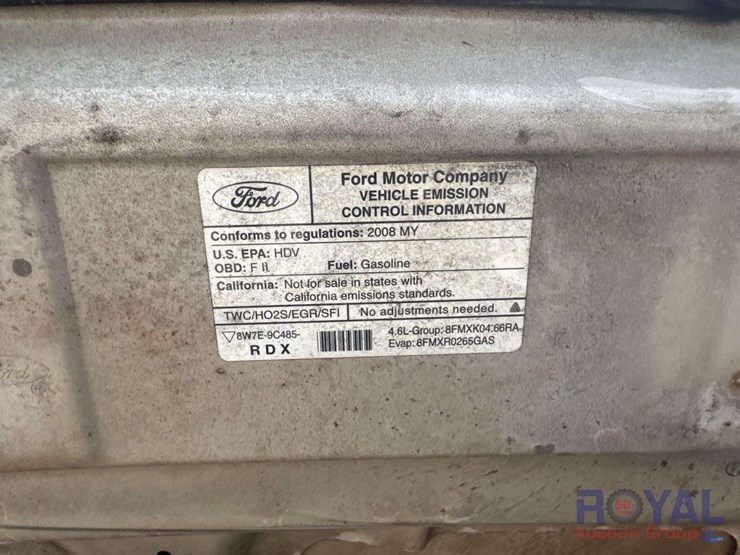 Ford
Ford Motor Company
VEHICLE EMISSION
CONTROL INFORMATION
Conforms to regulations: 2008 MY
U.S. EPA: HDV
OBD: F II Fuel: Gasoline
California: Not for sale in states with
California emissions standards.
TWC/HO2S/EGR/SFI No adjustments needed.
8W7E-9C485-
R D X
4.6L-Group:8FMXK04.66RA
Evap:8FMXR0265GAS
ROYAL
Auction Group